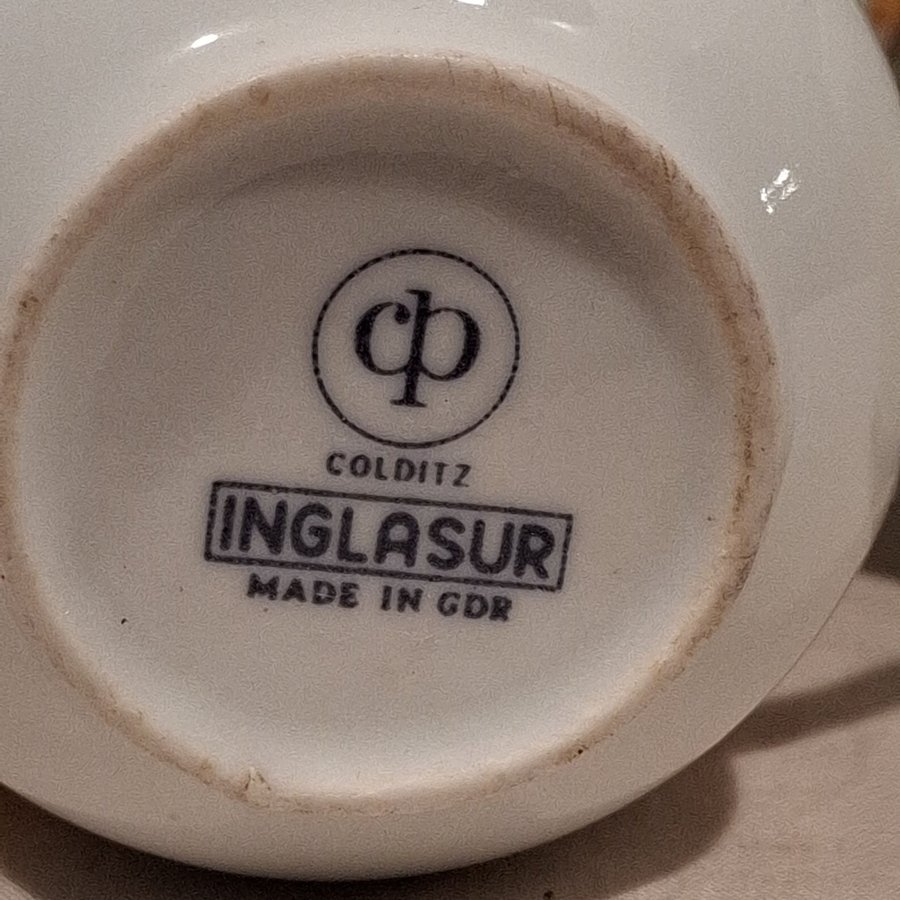 cp
COLDITZ
INGLASUR
MADE IN GDR